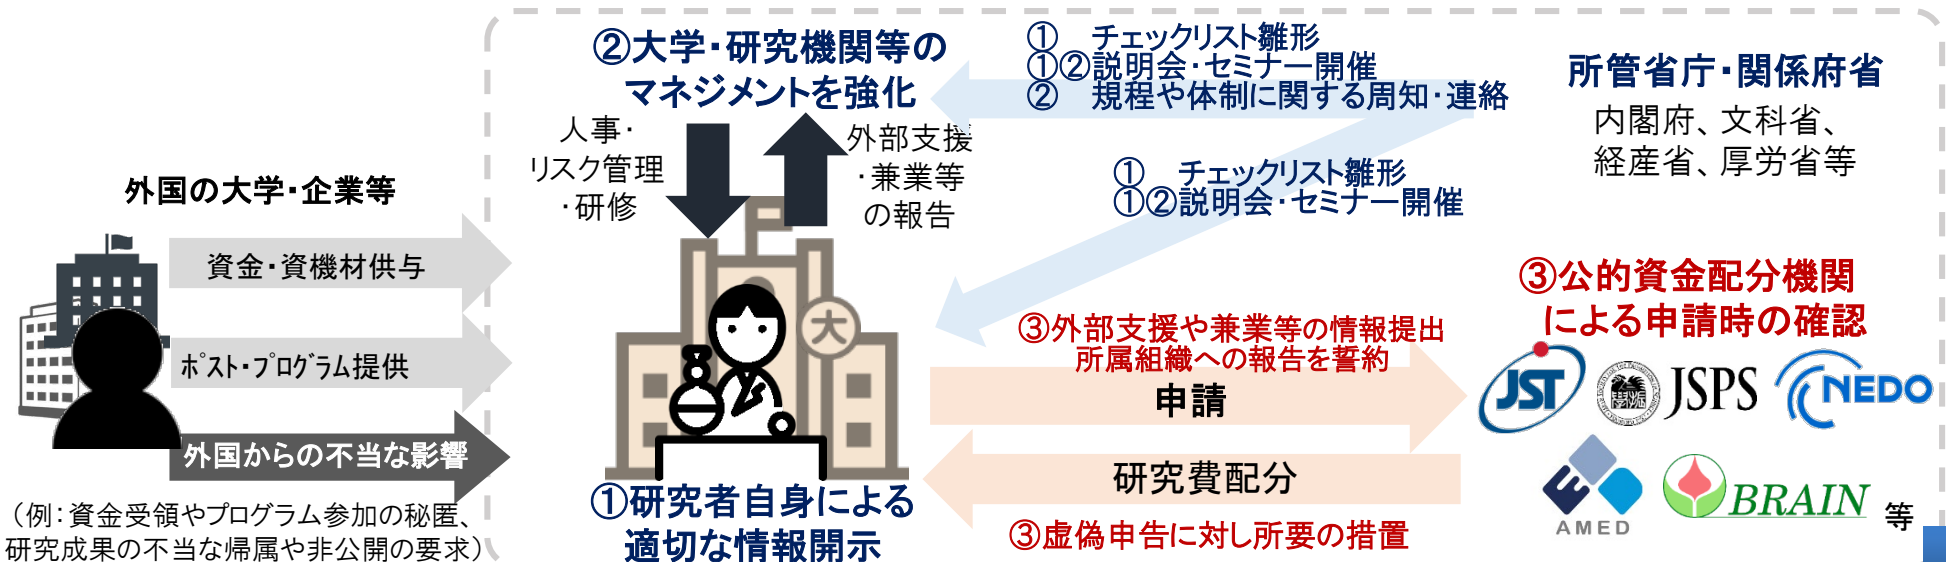 外国の大学・企業等
資金・資機材供与
ポスト・プログラム提供
外国からの不当な影響
（例：資金受領やプログラム参加の秘匿、
研究成果の不当な帰属や非公開の要求）
②大学・研究機関等の
マネジメントを強化
人事・
リスク管理
・研修
外部支援
・兼業等
の報告
大
①研究者自身による
適切な情報開示
①　チェックリスト雛形
①②説明会・セミナー開催
②　規程や体制に関する周知・連絡
①　チェックリスト雛形
①②説明会・セミナー開催
所管省庁・関係府省
内閣府、文科省、
経産省、厚労省等
③外部支援や兼業等の情報提出
所属組織への報告を誓約
申請
研究費配分
③虚偽申告に対し所要の措置
③公的資金配分機関
による申請時の確認
JST
JSPS
NEDO
AMED
BRAIN
等